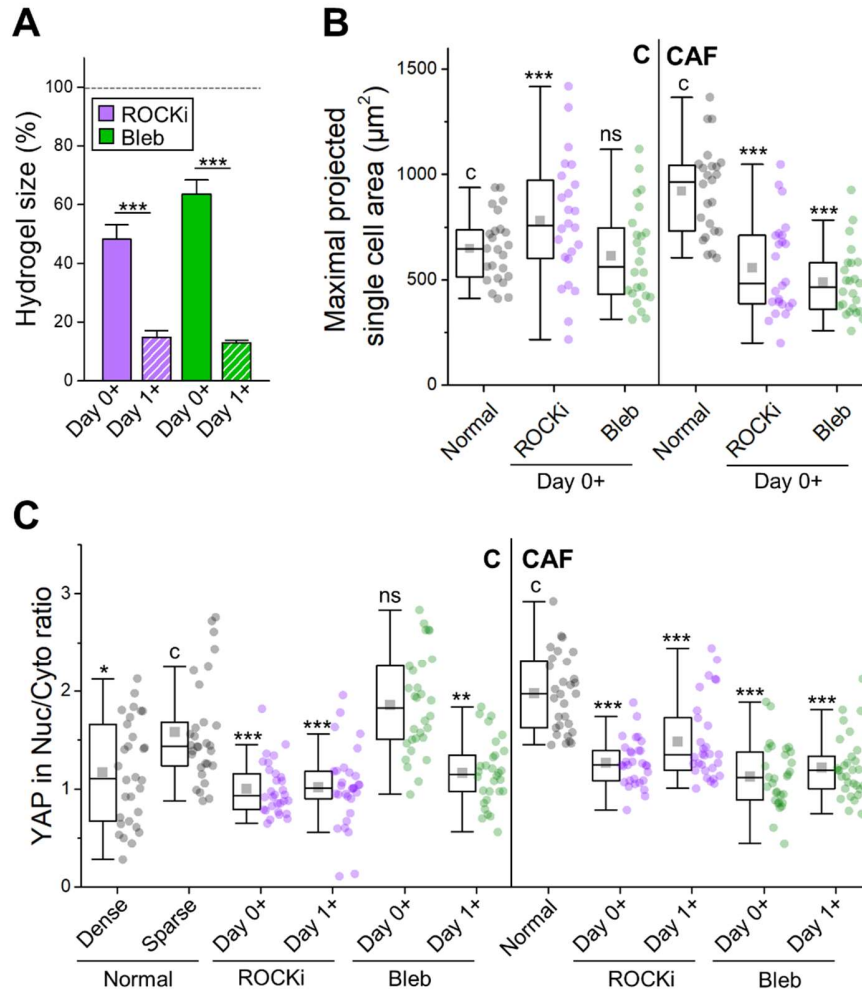 A
Hydrogel size (%)
100
80
60
40
20
0
ROCKi
Bleb
***
***
Day 0+
Day 1+
Day 0+
Day 1+
B
Maximal projected
single cell area (µm²)
1500
1000
500
0
C
CAF
c
***
ns
c
***
***
Normal
ROCKi
Bleb
Normal
ROCKi
Bleb
Day 0+
Day 0+
C
YAP in Nuc/Cyto ratio
3
2
1
0
C
CAF
*
c
***
***
ns
**
c
***
***
***
***
Dense
Sparse
Day 0+
Day 1+
Day 0+
Day 1+
Normal
Day 0+
Day 1+
Day 0+
Day 1+
Normal
ROCKi
Bleb
ROCKi
Bleb